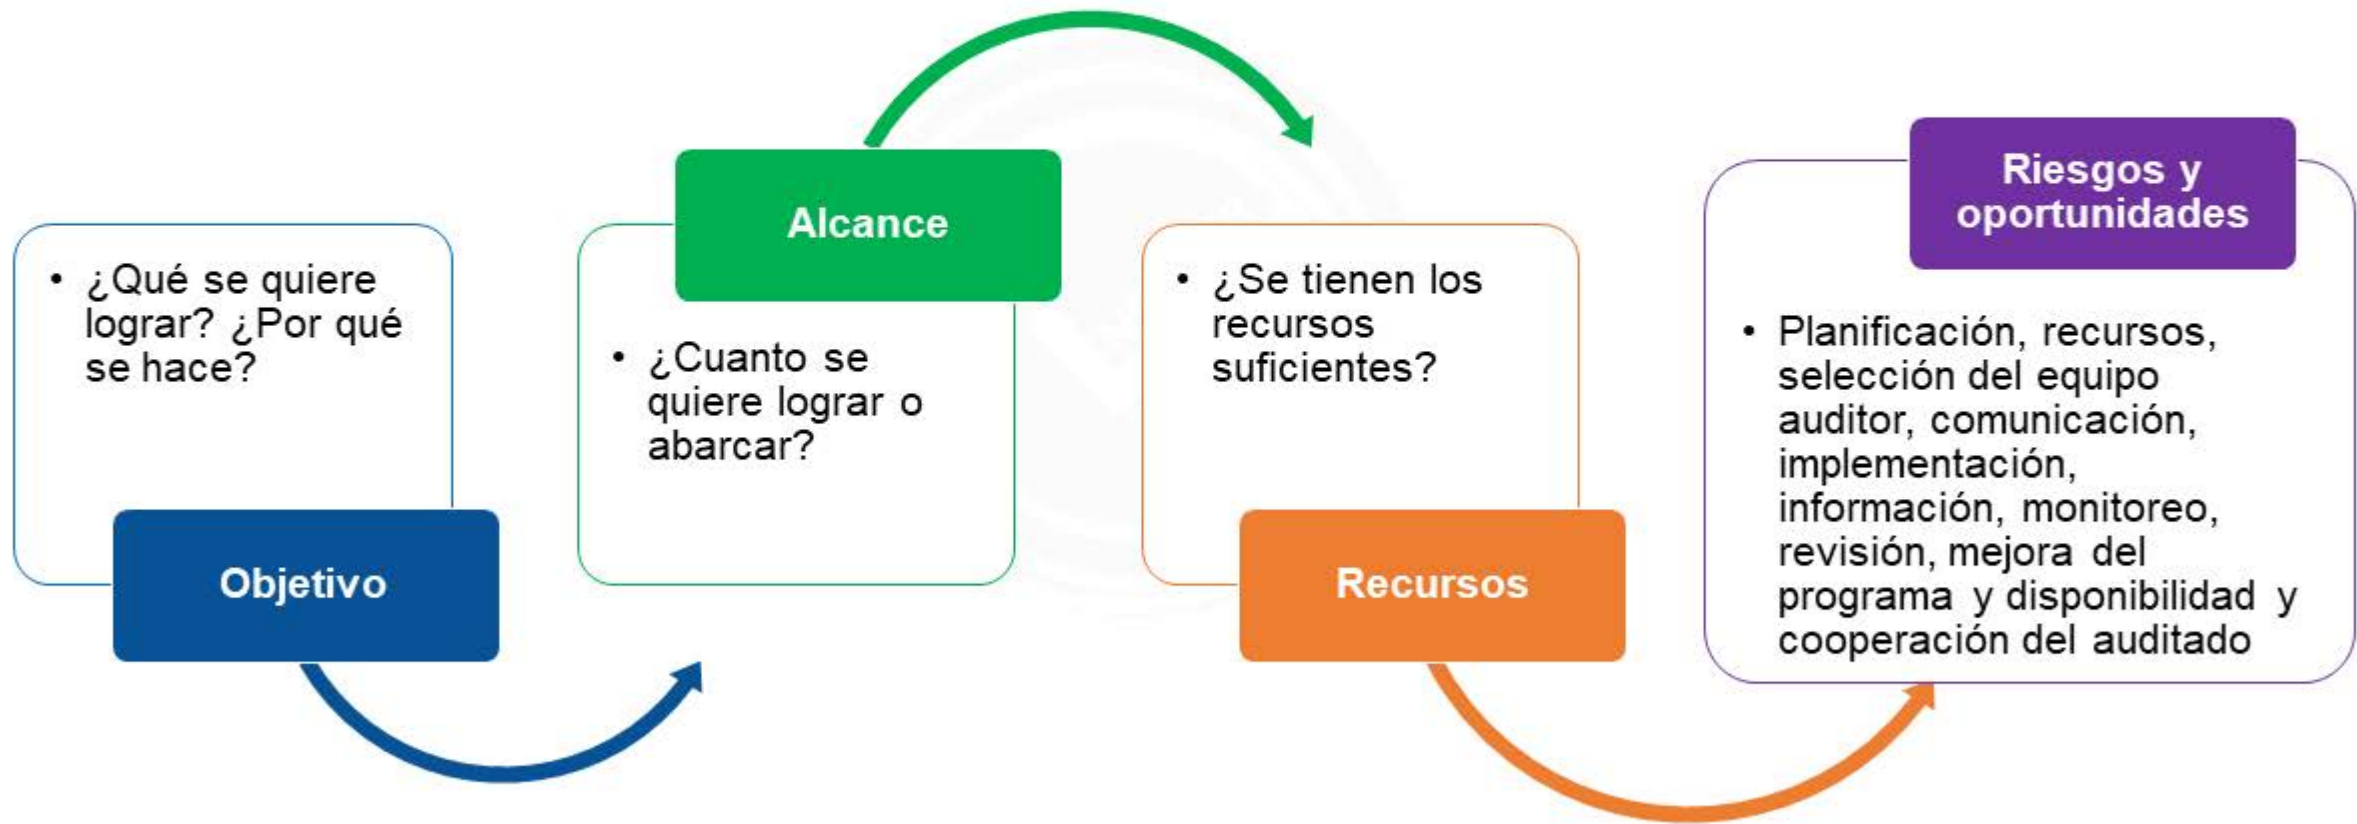 • ¿Qué se quiere
lograr? ¿Por qué
se hace?
Objetivo
Alcance
• ¿Cuanto se
quiere lograr o
abarcar?
• ¿Se tienen los
recursos
suficientes?
Recursos
Riesgos y
oportunidades
• Planificación, recursos,
selección del equipo
auditor, comunicación,
implementación,
información, monitoreo,
revisión, mejora del
programa y disponibilidad y
cooperación del auditado